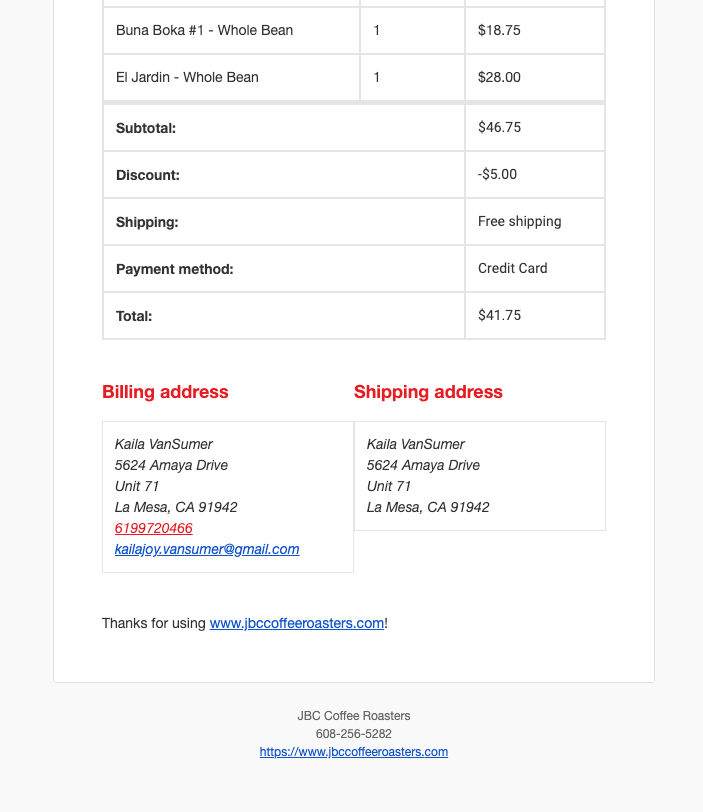 Buna Boka #1 - Whole Bean 1 $18.75
El Jardin - Whole Bean 1 $28.00
Subtotal: $46.75
Discount: -$5.00
Shipping: Free shipping
Payment method: Credit Card
Total: $41.75
Billing address
Kaila VanSumer
5624 Amaya Drive
Unit 71
La Mesa, CA 91942
6199720466
kailajoy.vansumer@gmail.com
Shipping address
Kaila VanSumer
5624 Amaya Drive
Unit 71
La Mesa, CA 91942
Thanks for using www.jbccoffeeroasters.com!
JBC Coffee Roasters
608-256-5282
https://www.jbccoffeeroasters.com